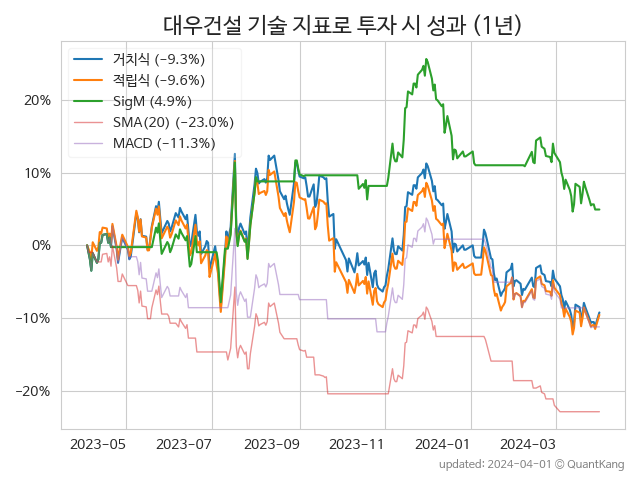 대우건설 기술 지표로 투자 시 성과 (1년)
거치식 (−9.3%)
적립식 (−9.6%)
SigM (4.9%)
SMA(20) (−23.0%)
MACD (−11.3%)
20%
10%
0%
−10%
−20%
2023-05 2023-07 2023-09 2023-11 2024-01 2024-03
updated: 2024-04-01 © QuantKang